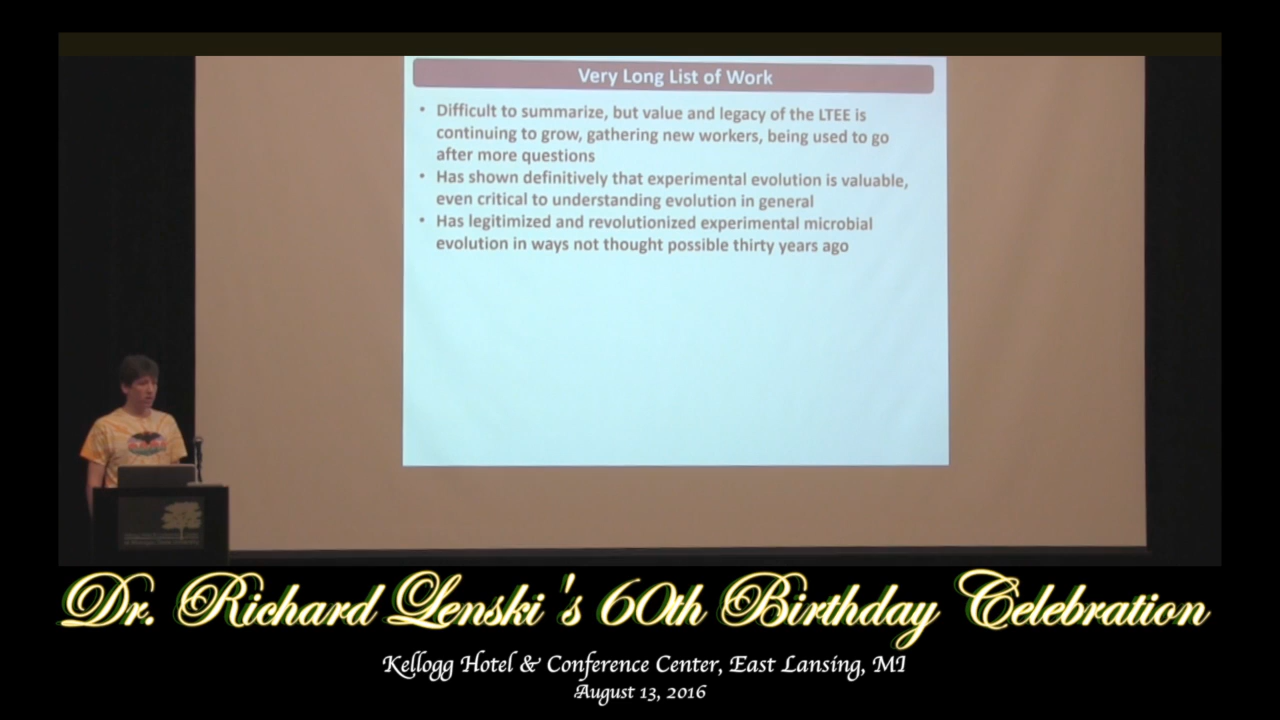 Very Long List of Work
• Difficult to summarize, but value and legacy of the LTEE is
continuing to grow, gathering new workers, being used to go
after more questions
• Has shown definitively that experimental evolution is valuable,
even critical to understanding evolution in general
• Has legitimized and revolutionized experimental microbial
evolution in ways not thought possible thirty years ago
Dr. Richard Lenski's 60th Birthday Celebration
Kellogg Hotel & Conference Center, East Lansing, MI
August 13, 2016